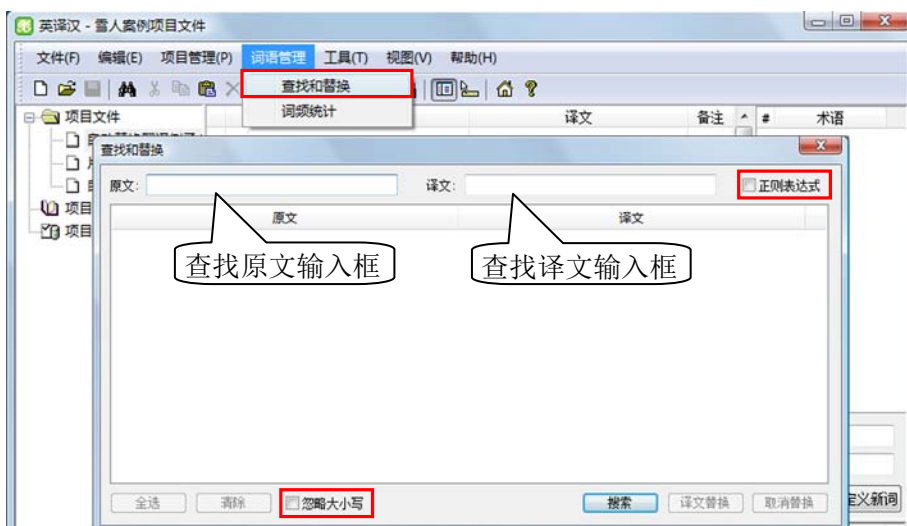 英译汉 - 雪人案例项目文件
文件(F) 编辑(E) 项目管理(P) 词语管理 工具(T) 视图(V) 帮助(H)
查找和替换
词频统计
项目文件
译文 备注 # 术语
查找和替换
原文: 译文: 正则表达式
项目
原文 译文
项目
查找原文输入框 查找译文输入框
全选 清除 忽略大小写 搜索 译文替换 取消替换 定义新词